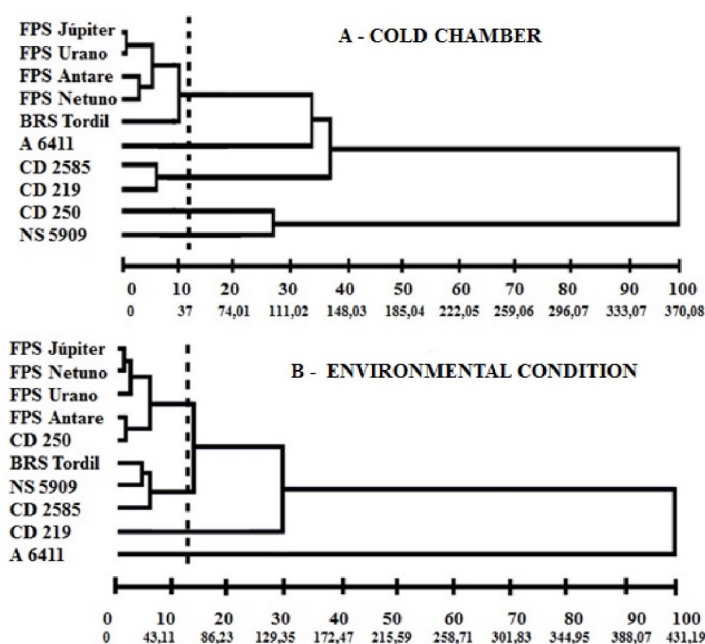 FPS Júpiter
A - COLD CHAMBER
FPS Urano
FPS Antare
FPS Netuno
BRS Tordil
A 6411
CD 2585
CD 219
CD 250
NS 5909
0 10 20 30 40 50 60 70 80 90 100
0 37 74,01 111,02 148,03 185,04 222,05 259,06 296,07 333,07 370,08
FPS Júpiter
B - ENVIRONMENTAL CONDITION
FPS Netuno
FPS Urano
FPS Antare
CD 250
BRS Tordil
NS 5909
CD 2585
CD 219
A 6411
0 10 20 30 40 50 60 70 80 90 100
0 43,11 86,23 129,35 172,47 215,59 258,71 301,83 344,95 388,07 431,19